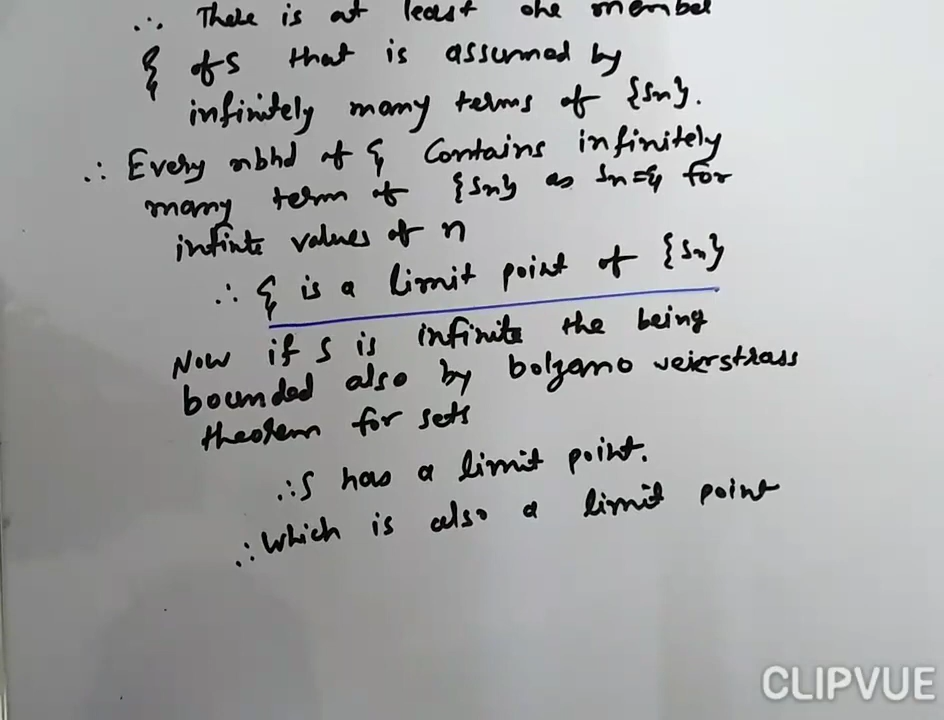 ∴ There is at least one member
ξ of S that is assumed by
infinitely many terms of {Sn}.
∴ Every nbhd of ξ Contains infinitely
many term of {Sn} as Sn=ξ for
infinite values of n
∴ ξ is a limit point of {Sn}
Now if S is infinite the being
bounded also by bolzano veierstrass
theorem for sets
∴ S has a limit point.
∴ Which is also a limit point
CLIPVUE